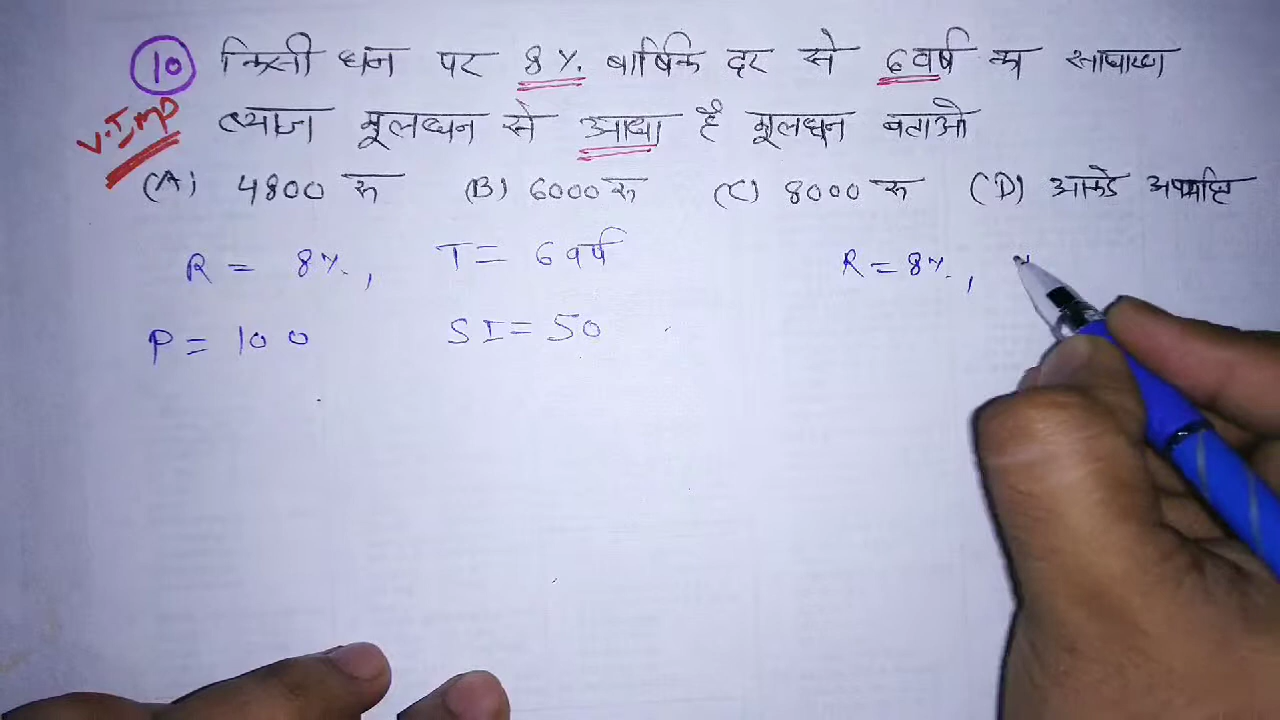 10 किसी धन पर 8% वार्षिक दर से 6 वर्ष का साधारण
V.Imp ब्याज मूलधन से आधा है मूलधन बताओ
(A) 4800 रू (B) 6000 रू (C) 8000 रू (D) आकडे अपर्याप्त
R = 8%, T = 6 वर्ष R = 8%,
P = 100 SI = 50